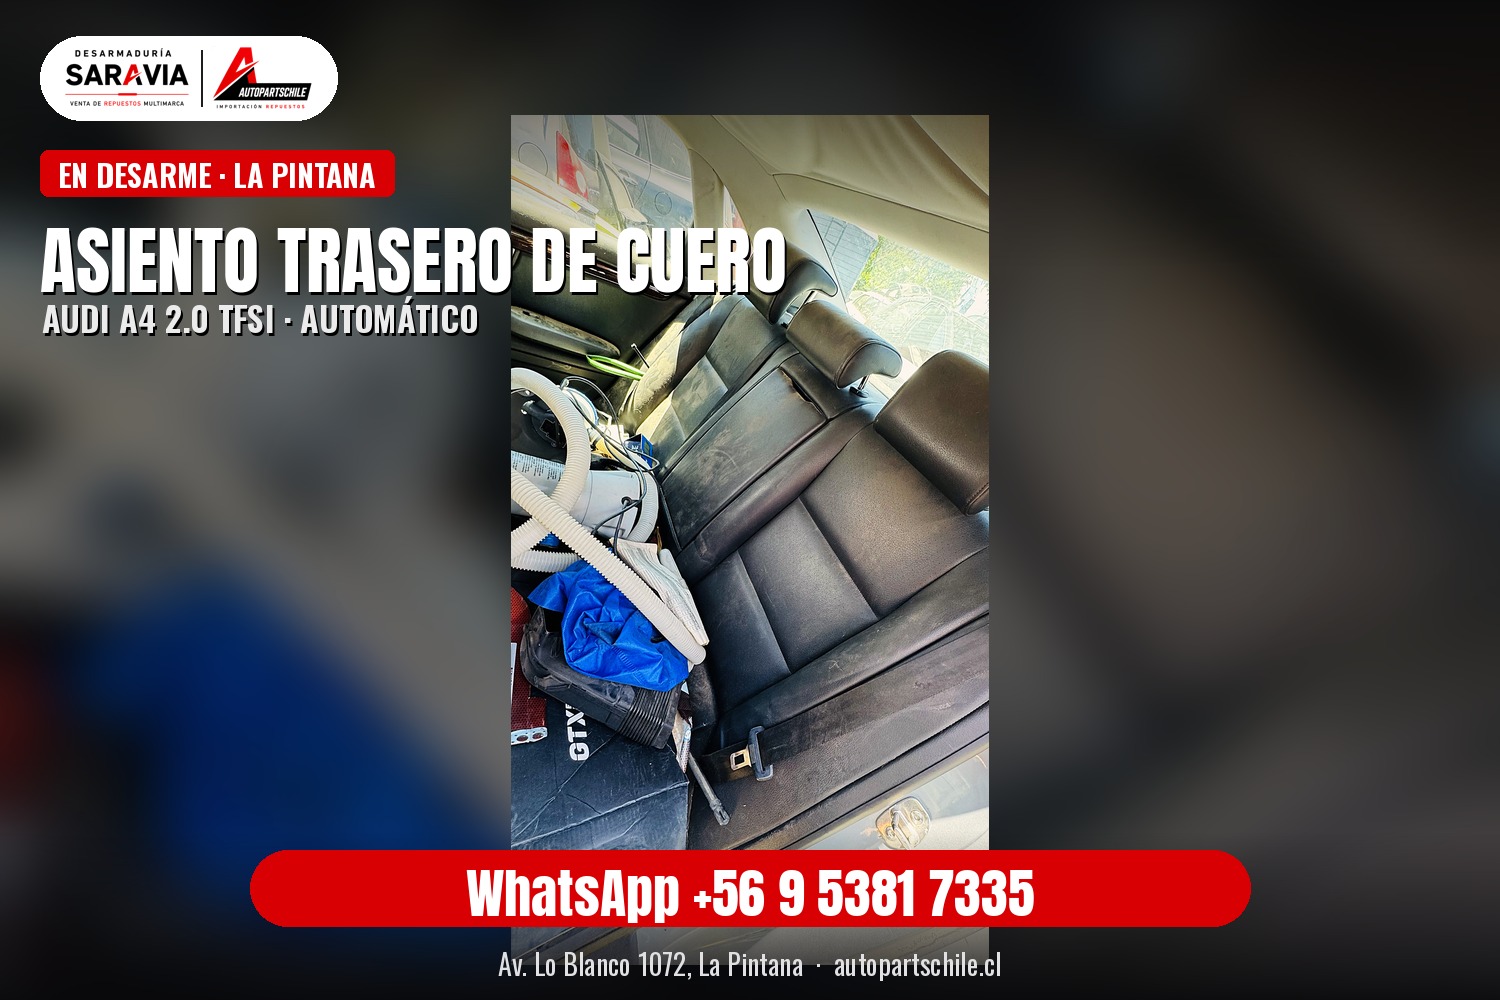 DESARMADURÍA
SARAVIA
VENTA DE REPUESTOS MULTIMARCA
AUTOPARTSCHILE
IMPORTACIÓN REPUESTOS
EN DESARME · LA PINTANA
ASIENTO TRASERO DE CUERO
AUDI A4 2.0 TFSI · AUTOMÁTICO
GTX
WhatsApp +56 9 5381 7335
Av. Lo Blanco 1072, La Pintana · autopartschile.cl